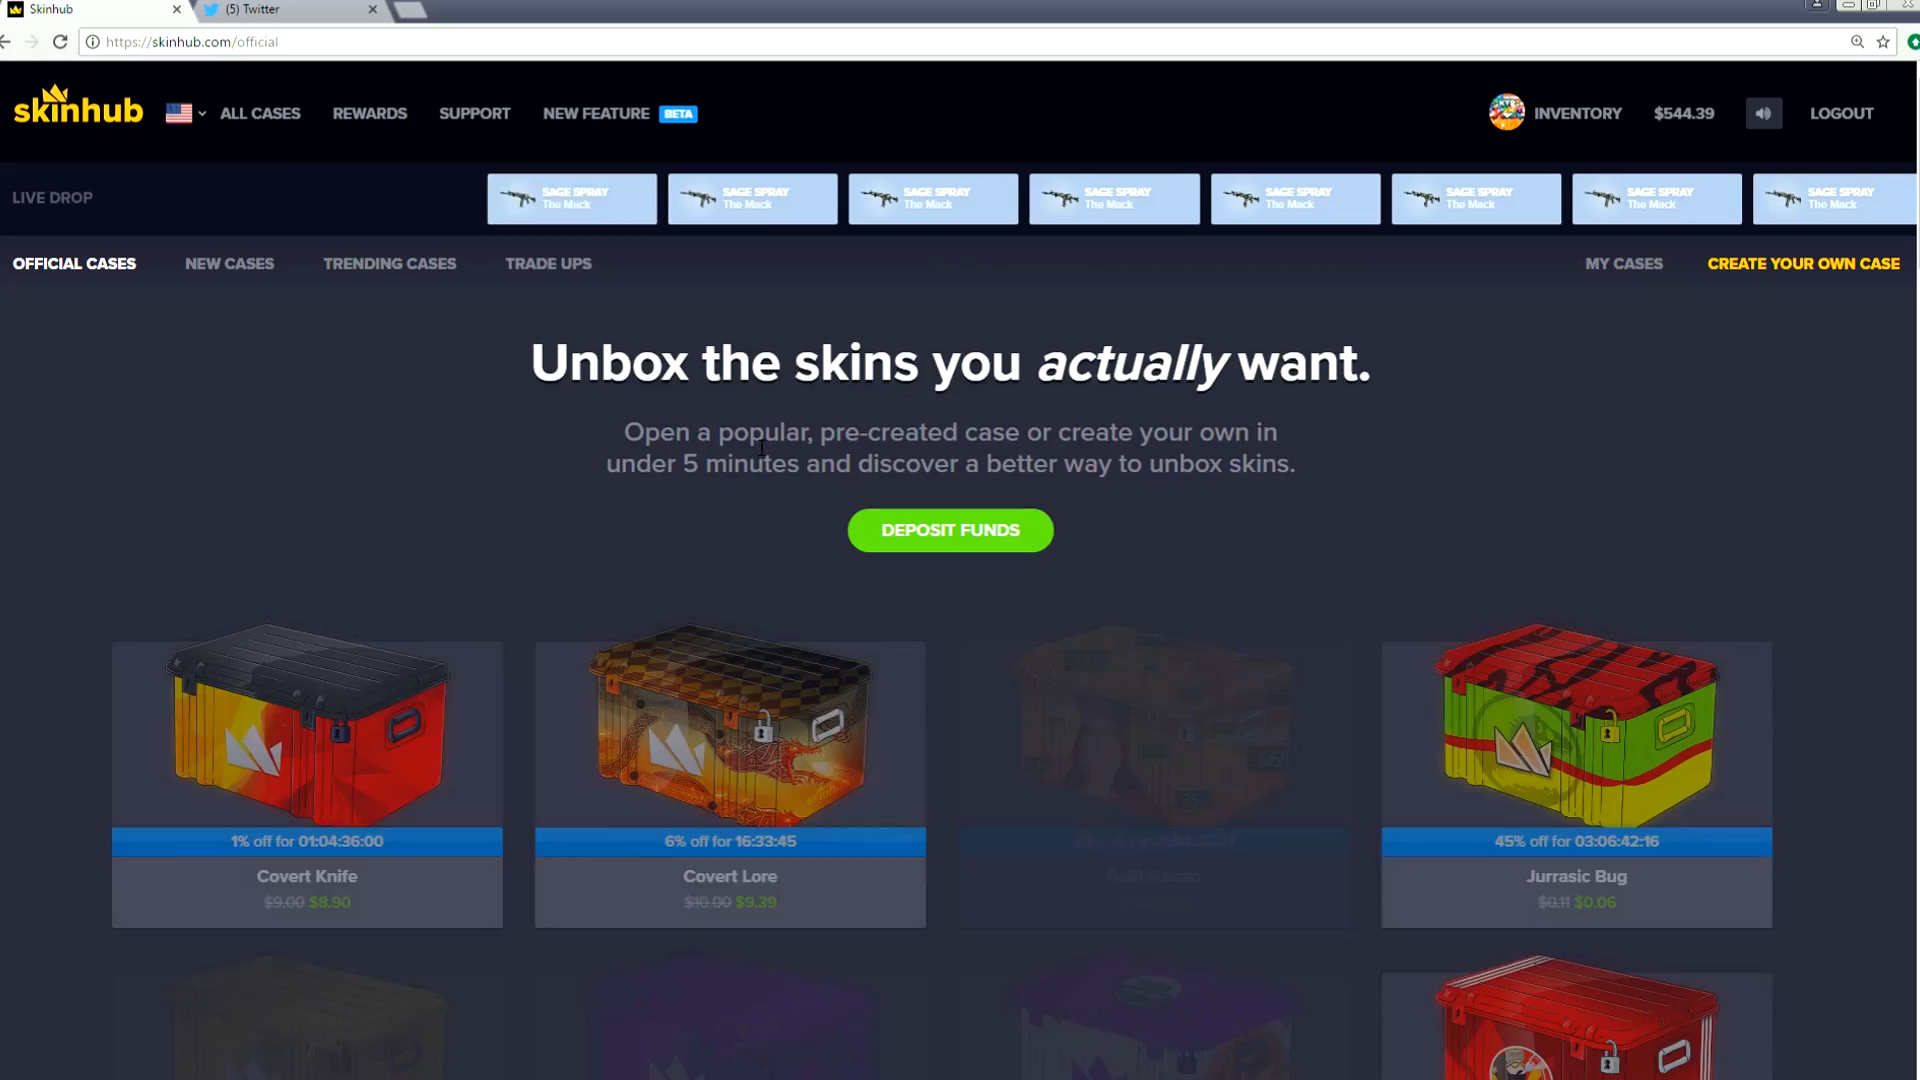 Skinhub
(5) Twitter
https://skinhub.com/official
skinhub
ALL CASES
REWARDS
SUPPORT
NEW FEATURE BETA
INVENTORY
$544.39
LOGOUT
LIVE DROP
SAGE SPRAY
The Mack
SAGE SPRAY
The Mack
SAGE SPRAY
The Mack
SAGE SPRAY
The Mack
SAGE SPRAY
The Mack
SAGE SPRAY
The Mack
SAGE SPRAY
The Mack
SAGE SPRAY
The Mack
OFFICIAL CASES
NEW CASES
TRENDING CASES
TRADE UPS
MY CASES
CREATE YOUR OWN CASE
Unbox the skins you actually want.
Open a popular, pre-created case or create your own in
under 5 minutes and discover a better way to unbox skins.
DEPOSIT FUNDS
1% off for 01:04:36:00
Covert Knife
$9.00 $8.90
6% off for 16:33:45
Covert Lore
$10.00 $9.39
45% off for 03:06:42:16
Jurrasic Bug
$0.11 $0.06